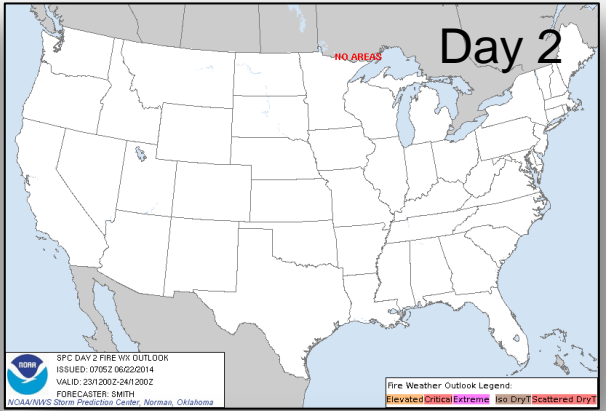 Day 2
NO AREAS
NOAA
SPC DAY 2 FIRE WX OUTLOOK
ISSUED: 0705Z 06/22/2014
VALID: 23/1200Z-24/1200Z
FORECASTER: SMITH
NOAA/NWS Storm Prediction Center, Norman, Oklahoma
Fire Weather Outlook Legend:
Elevated Critical Extreme Iso DryT Scattered DryT